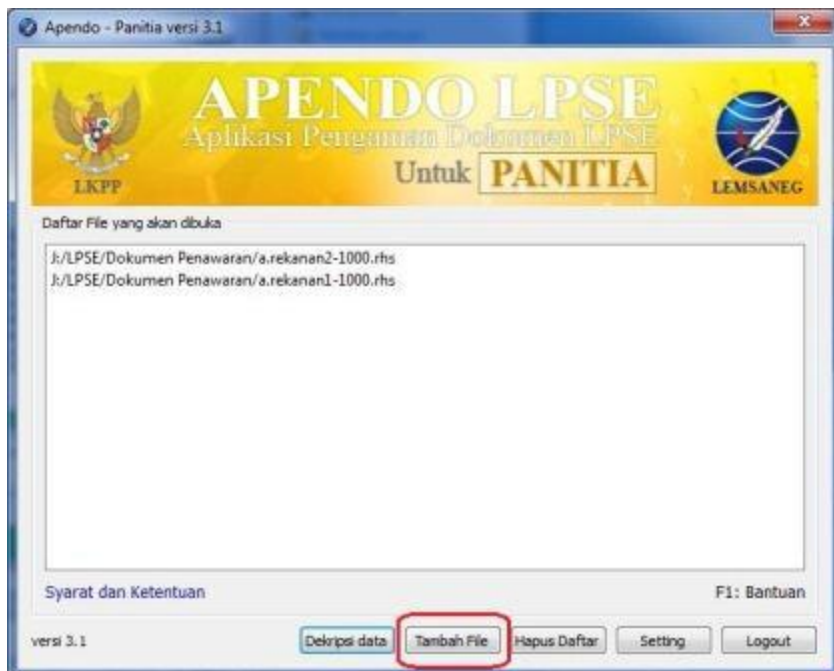 Apendo - Panitia versi 3.1
APENDO LPSE
Aplikasi Pengaman Dokumen LPSE
Untuk PANITIA
LKPP
LEMSANEG
Daftar File yang akan dibuka
J:/LPSE/Dokumen Penawaran/a.rekanan2-1000.rhs
J:/LPSE/Dokumen Penawaran/a.rekanan1-1000.rhs
Syarat dan Ketentuan
F1: Bantuan
versi 3.1
Dekripsi data
Tambah File
Hapus Daftar
Setting
Logout